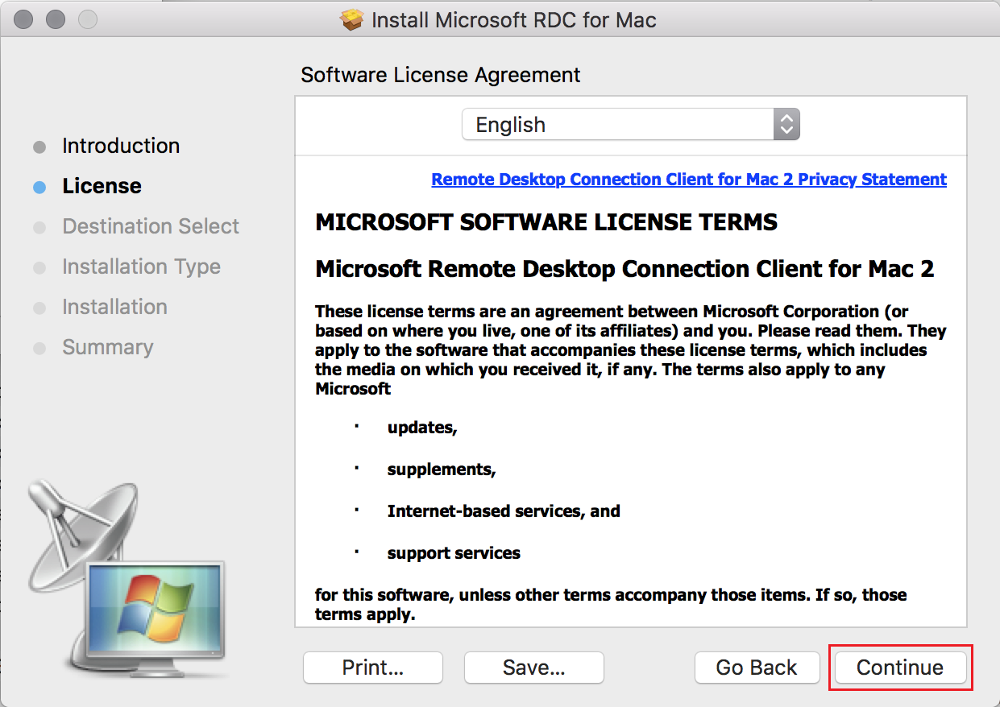 Install Microsoft RDC for Mac
Software License Agreement
Introduction
License
Destination Select
Installation Type
Installation
Summary
English
Remote Desktop Connection Client for Mac 2 Privacy Statement
MICROSOFT SOFTWARE LICENSE TERMS
Microsoft Remote Desktop Connection Client for Mac 2
These license terms are an agreement between Microsoft Corporation (or
based on where you live, one of its affiliates) and you. Please read them. They
apply to the software that accompanies these license terms, which includes
the media on which you received it, if any. The terms also apply to any
Microsoft
· updates,
· supplements,
· Internet-based services, and
· support services
for this software, unless other terms accompany those items. If so, those
terms apply.
Print...
Save...
Go Back
Continue